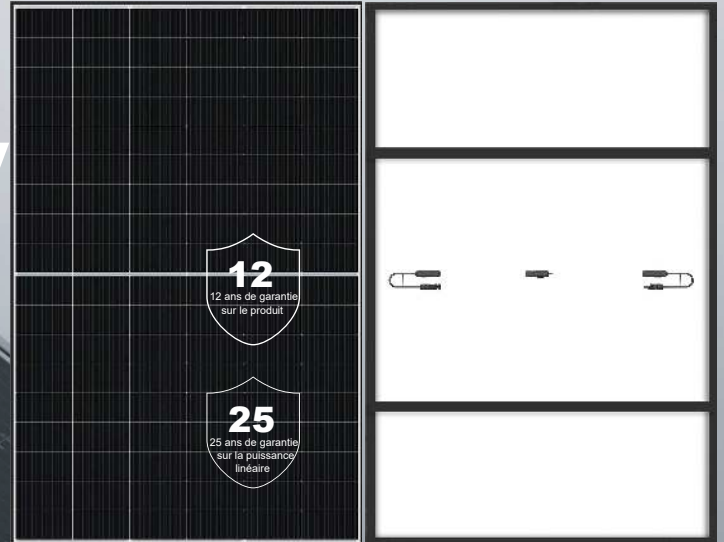 12
12 ans de garantie
sur le produit
25
25 ans de garantie
sur la puissance
linéaire